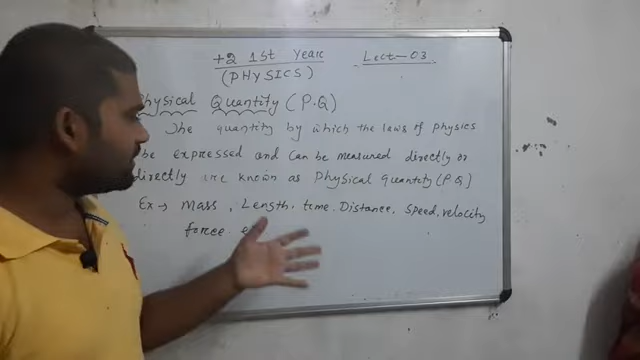 +2 1st Year Lect-03
(PHYSICS)
Physical Quantity (P.Q)
The quantity by which the laws of physics
be expressed and can be measured directly or
directly are known as Physical quantity (P.Q]
Ex→ Mass, Length, time. Distance, Speed, velocity
force.